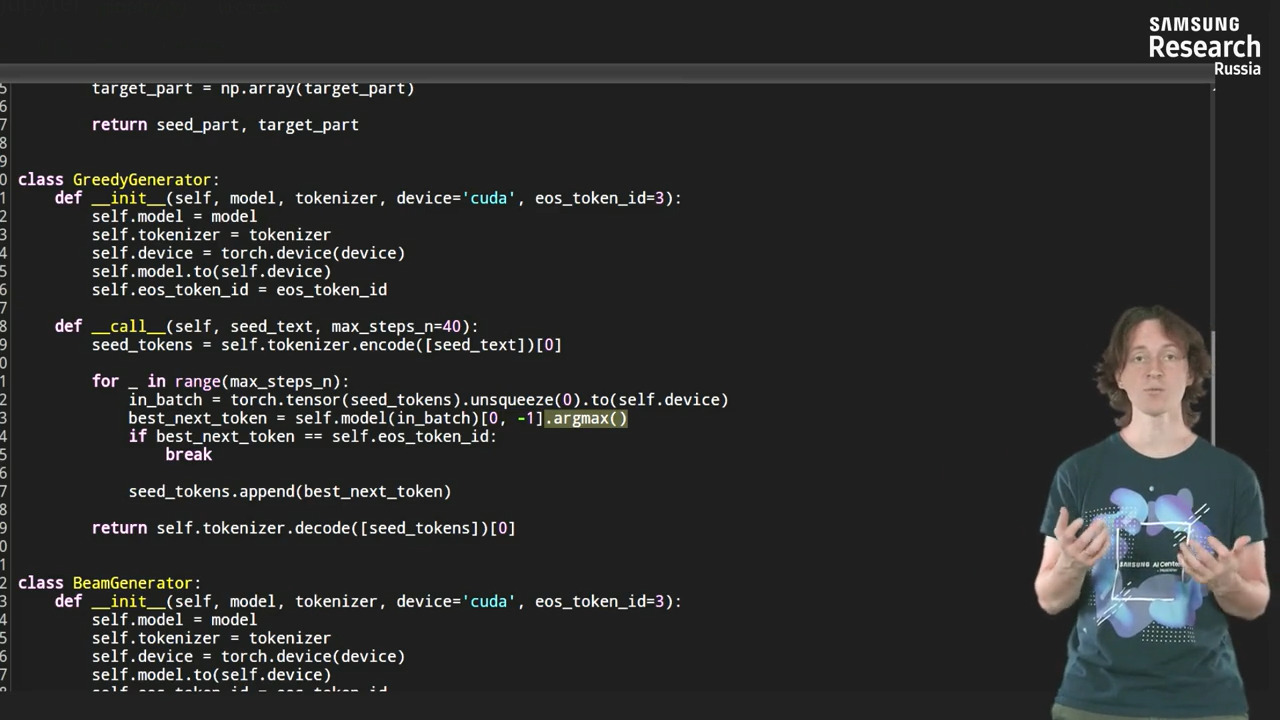 SAMSUNG
Research
Russia
5 target_part = np.array(target_part)
6
7 return seed_part, target_part
8
9
0 class GreedyGenerator:
1 def __init__(self, model, tokenizer, device='cuda', eos_token_id=3):
2 self.model = model
3 self.tokenizer = tokenizer
4 self.device = torch.device(device)
5 self.model.to(self.device)
6 self.eos_token_id = eos_token_id
7
8 def __call__(self, seed_text, max_steps_n=40):
9 seed_tokens = self.tokenizer.encode([seed_text])[0]
0
1 for _ in range(max_steps_n):
2 in_batch = torch.tensor(seed_tokens).unsqueeze(0).to(self.device)
3 best_next_token = self.model(in_batch)[0, -1].argmax()
4 if best_next_token == self.eos_token_id:
5 break
6
7 seed_tokens.append(best_next_token)
8
9 return self.tokenizer.decode([seed_tokens])[0]
0
1
2 class BeamGenerator:
3 def __init__(self, model, tokenizer, device='cuda', eos_token_id=3):
4 self.model = model
5 self.tokenizer = tokenizer
6 self.device = torch.device(device)
7 self.model.to(self.device)
8 self.eos_token_id = eos_token_id
SAMSUNG AI Center